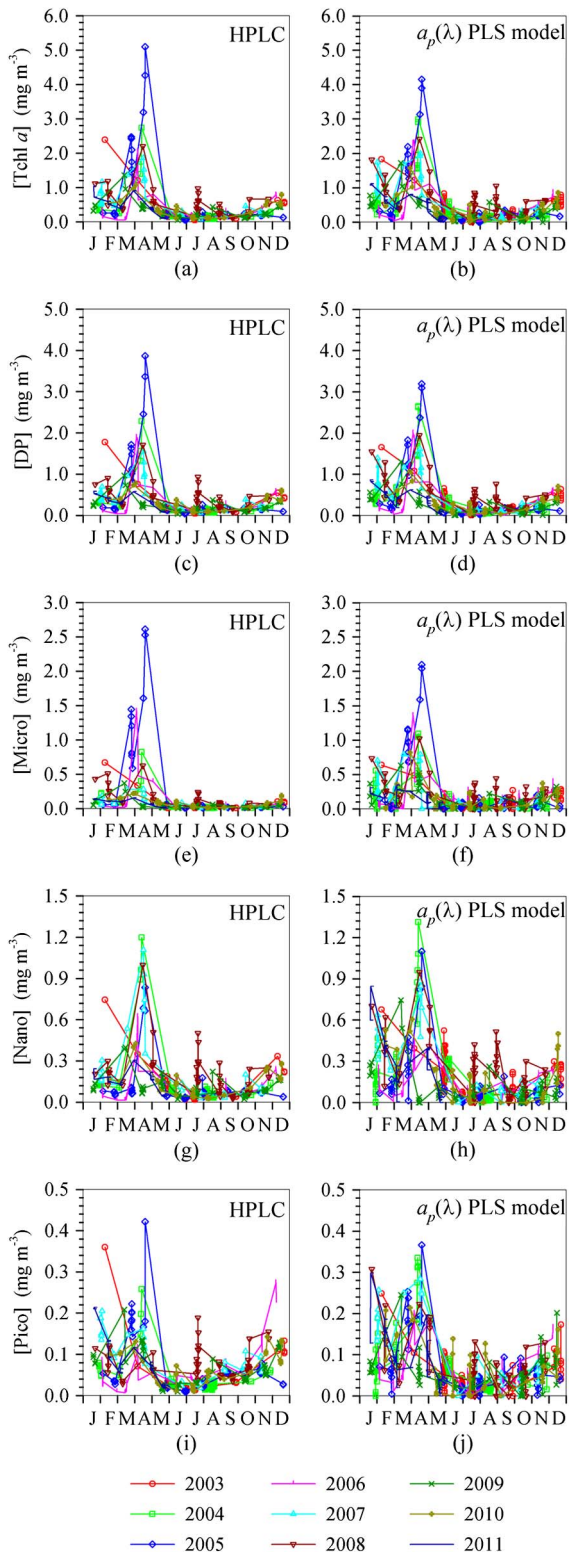 HPLC
6.0
5.0
4.0
3.0
2.0
1.0
0.0
[Tchl a] (mg m-3)
J F M A M J J A S O N D
(a)
ap(λ) PLS model
6.0
5.0
4.0
3.0
2.0
1.0
0.0
J F M A M J J A S O N D
(b)
HPLC
5.0
4.0
3.0
2.0
1.0
0.0
[DP] (mg m-3)
J F M A M J J A S O N D
(c)
ap(λ) PLS model
5.0
4.0
3.0
2.0
1.0
0.0
J F M A M J J A S O N D
(d)
HPLC
3.0
2.5
2.0
1.5
1.0
0.5
0.0
[Micro] (mg m-3)
J F M A M J J A S O N D
(e)
ap(λ) PLS model
3.0
2.5
2.0
1.5
1.0
0.5
0.0
J F M A M J J A S O N D
(f)
HPLC
1.5
1.2
0.9
0.6
0.3
0.0
[Nano] (mg m-3)
J F M A M J J A S O N D
(g)
ap(λ) PLS model
1.5
1.2
0.9
0.6
0.3
0.0
J F M A M J J A S O N D
(h)
HPLC
0.5
0.4
0.3
0.2
0.1
0.0
[Pico] (mg m-3)
J F M A M J J A S O N D
(i)
ap(λ) PLS model
0.5
0.4
0.3
0.2
0.1
0.0
J F M A M J J A S O N D
(j)
2003 2006 2009
2004 2007 2010
2005 2008 2011